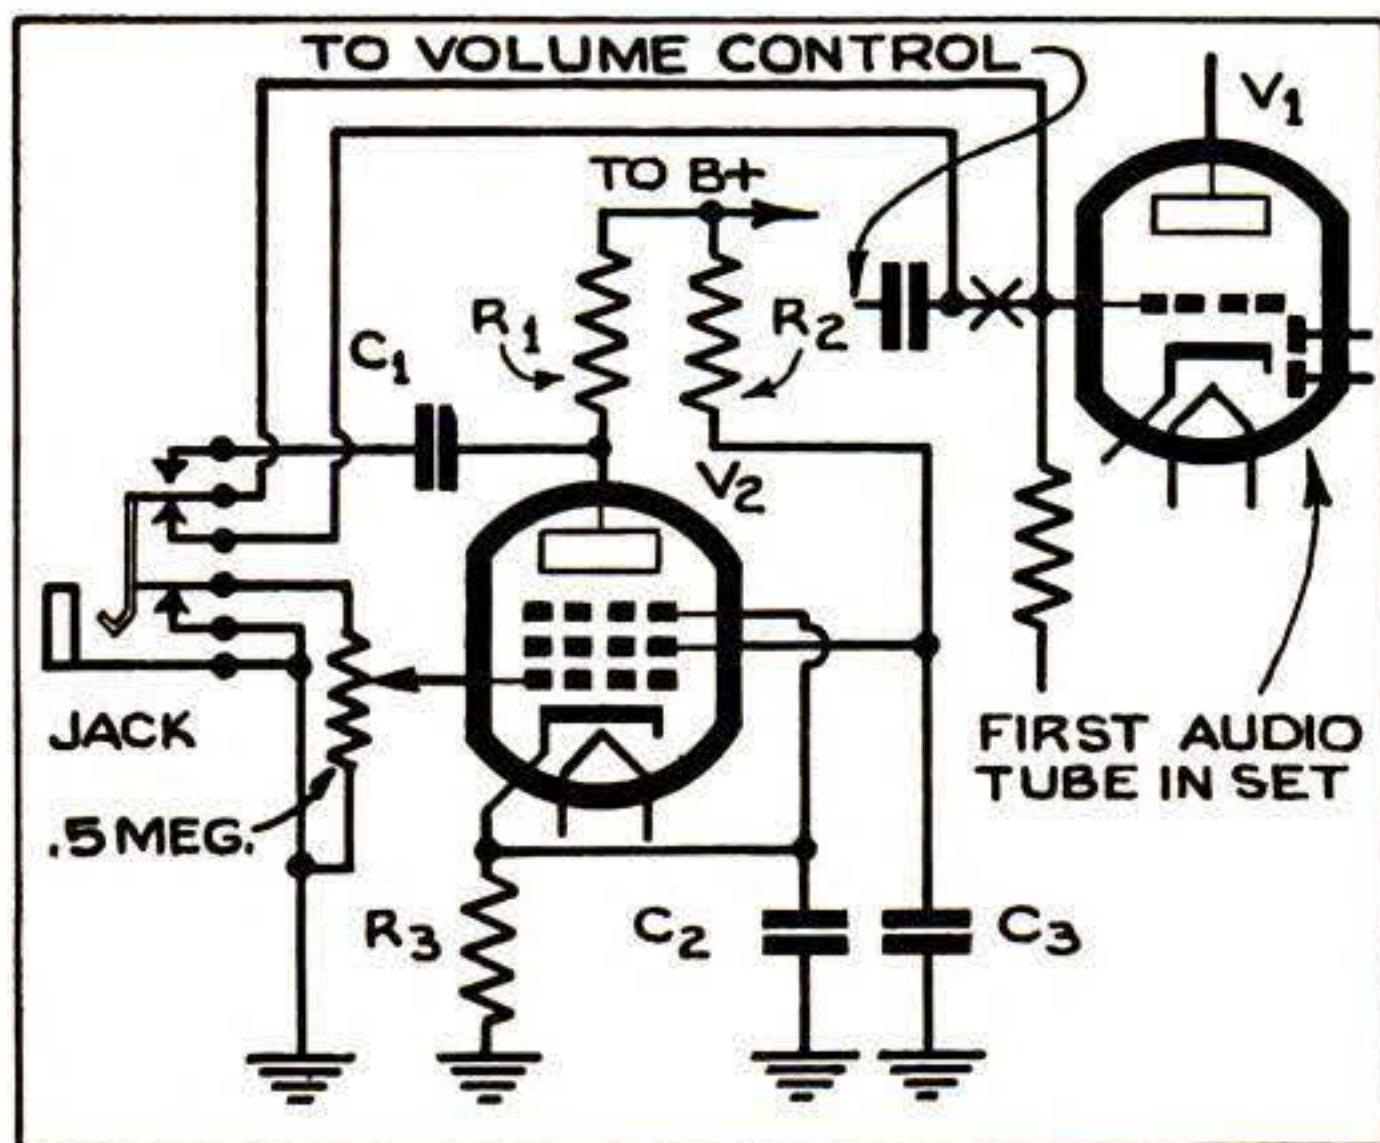 TO VOLUME CONTROL
V1
TO B+
R1
R2
C1
V2
JACK
.5 MEG.
FIRST AUDIO
TUBE IN SET
R3
C2
C3